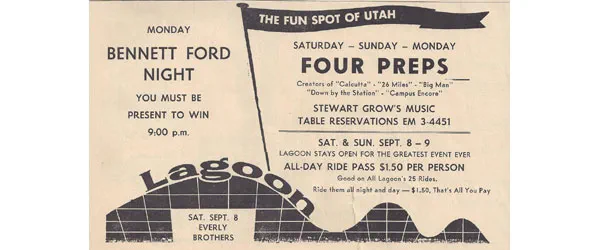 MONDAY
BENNETT FORD
NIGHT
YOU MUST BE
PRESENT TO WIN
9:00 p.m.
THE FUN SPOT OF UTAH
SATURDAY – SUNDAY – MONDAY
FOUR PREPS
Creators of "Calcutta" - "26 Miles" - "Big Man"
"Down by the Station" - "Campus Encore"
STEWART GROW'S MUSIC
TABLE RESERVATIONS EM 3-4451
SAT. & SUN. SEPT. 8 – 9
LAGOON STAYS OPEN FOR THE GREATEST EVENT EVER
ALL-DAY RIDE PASS $1.50 PER PERSON
Good on All Lagoon's 25 Rides.
Ride them all night and day — $1.50, That's All You Pay
Lagoon
SAT. SEPT. 8
EVERLY
BROTHERS